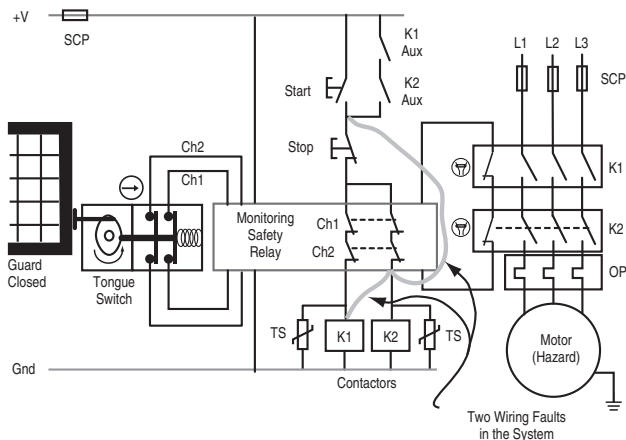 +V
SCP
K1
Aux
K2
Aux
Start
Stop
L1 L2 L3
SCP
K1
K2
OP
Ch2
Ch1
Monitoring
Safety
Relay
Ch1
Ch2
Guard
Closed
Tongue
Switch
TS
K1
K2
TS
Motor
(Hazard)
Gnd
Contactors
Two Wiring Faults
in the System